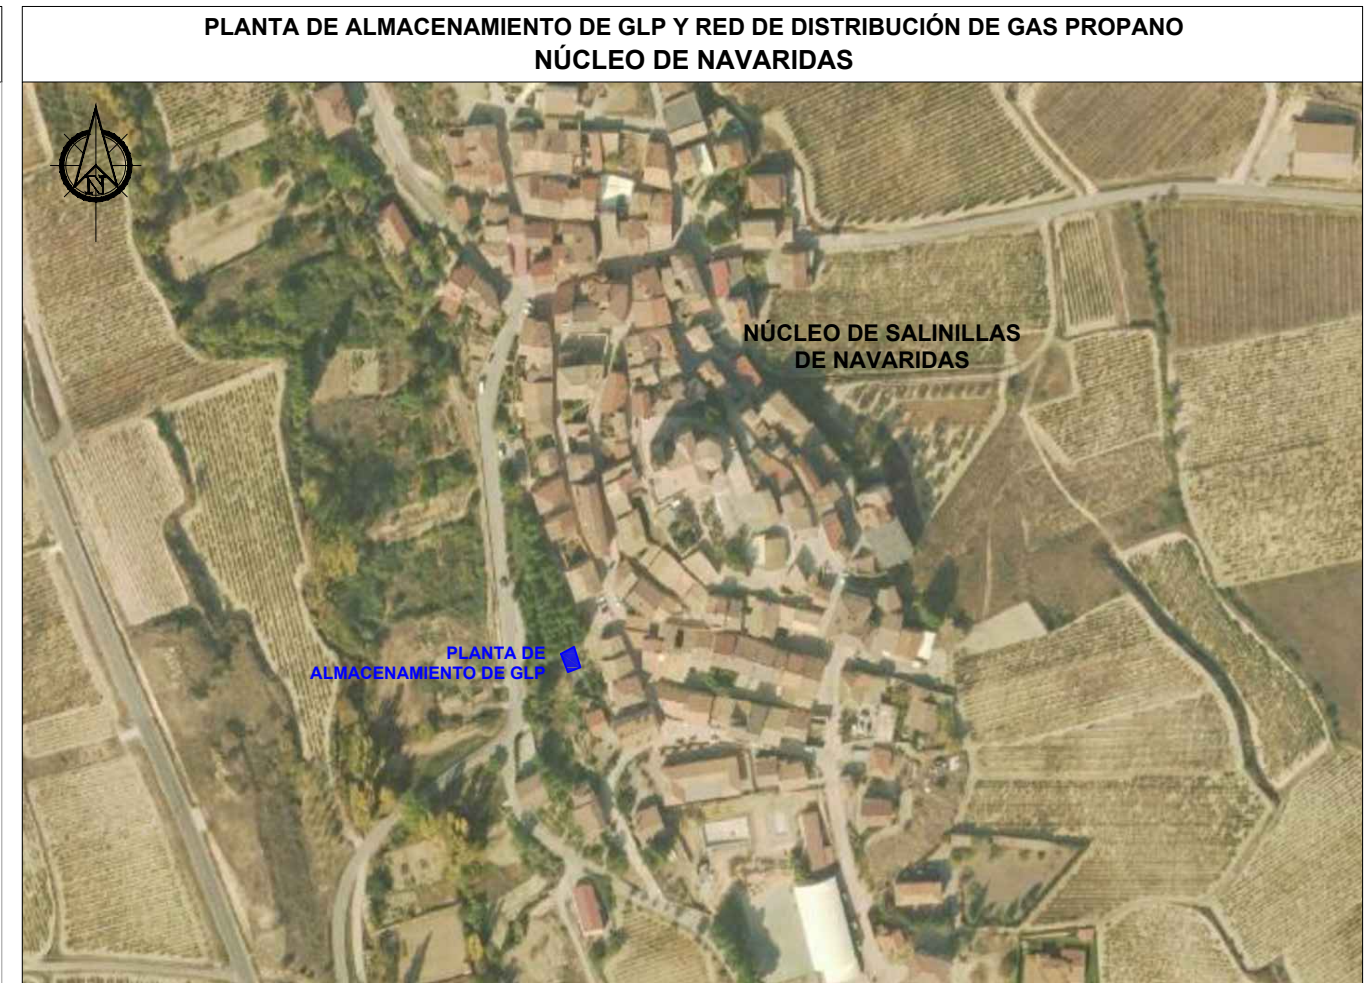 PLANTA DE ALMACENAMIENTO DE GLP Y RED DE DISTRIBUCIÓN DE GAS PROPANO
NÚCLEO DE NAVARIDAS
N
NÚCLEO DE SALINILLAS
DE NAVARIDAS
PLANTA DE
ALMACENAMIENTO DE GLP